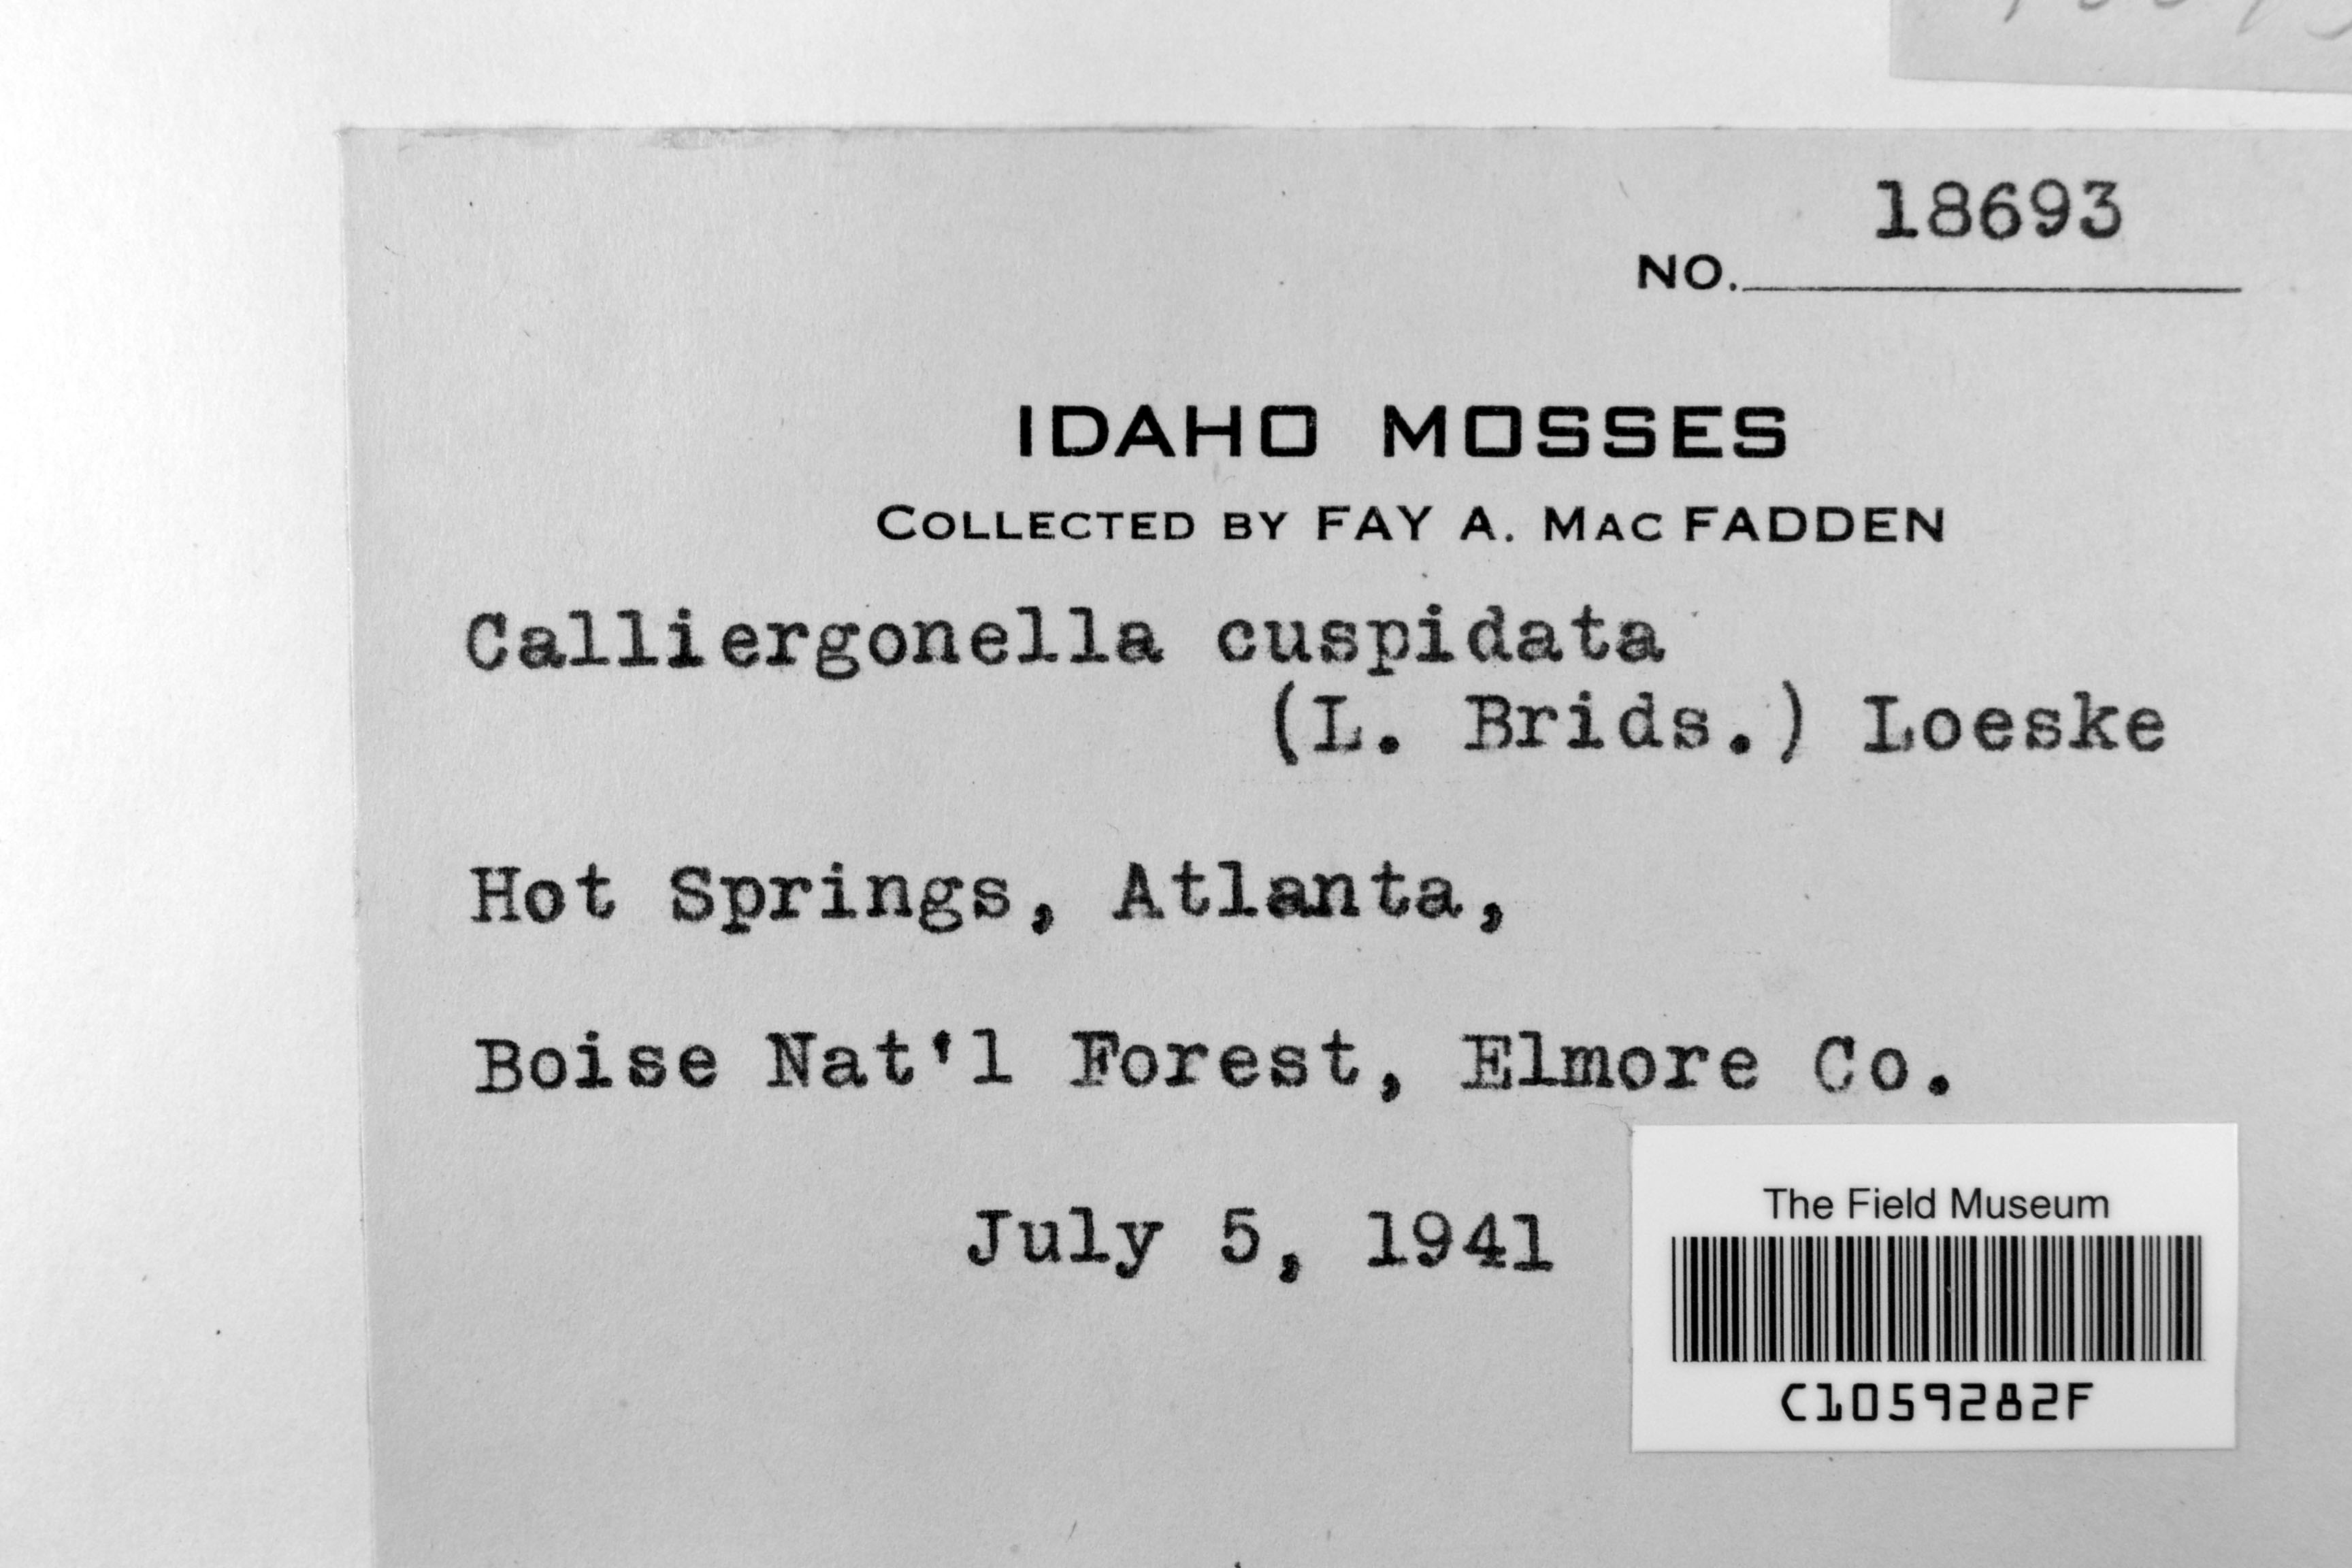 18693
NO.
IDAHO MOSSES
COLLECTED BY FAY A. MAC FADDEN
Calliergonella cuspidata
(L. Brids.) Loeske
Hot Springs, Atlanta,
Boise Nat'l Forest, Elmore Co.
July 5, 1941
The Field Museum
C1059282F